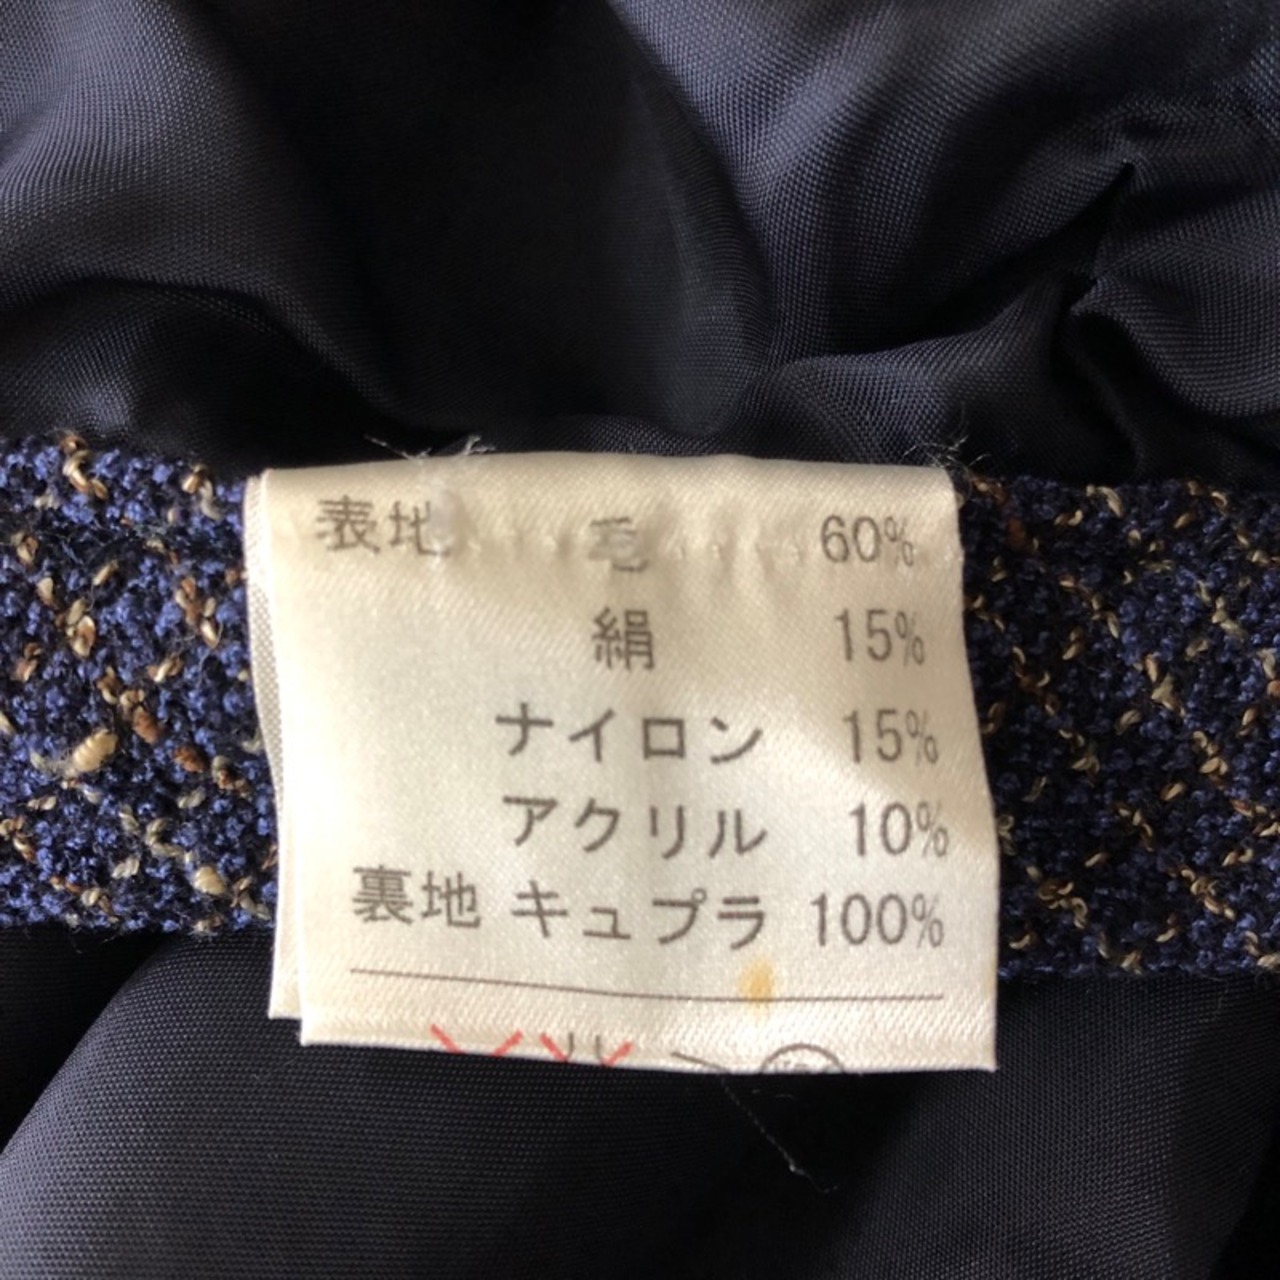 表地 毛 60%
絹 15%
ナイロン 15%
アクリル 10%
裏地 キュプラ 100%